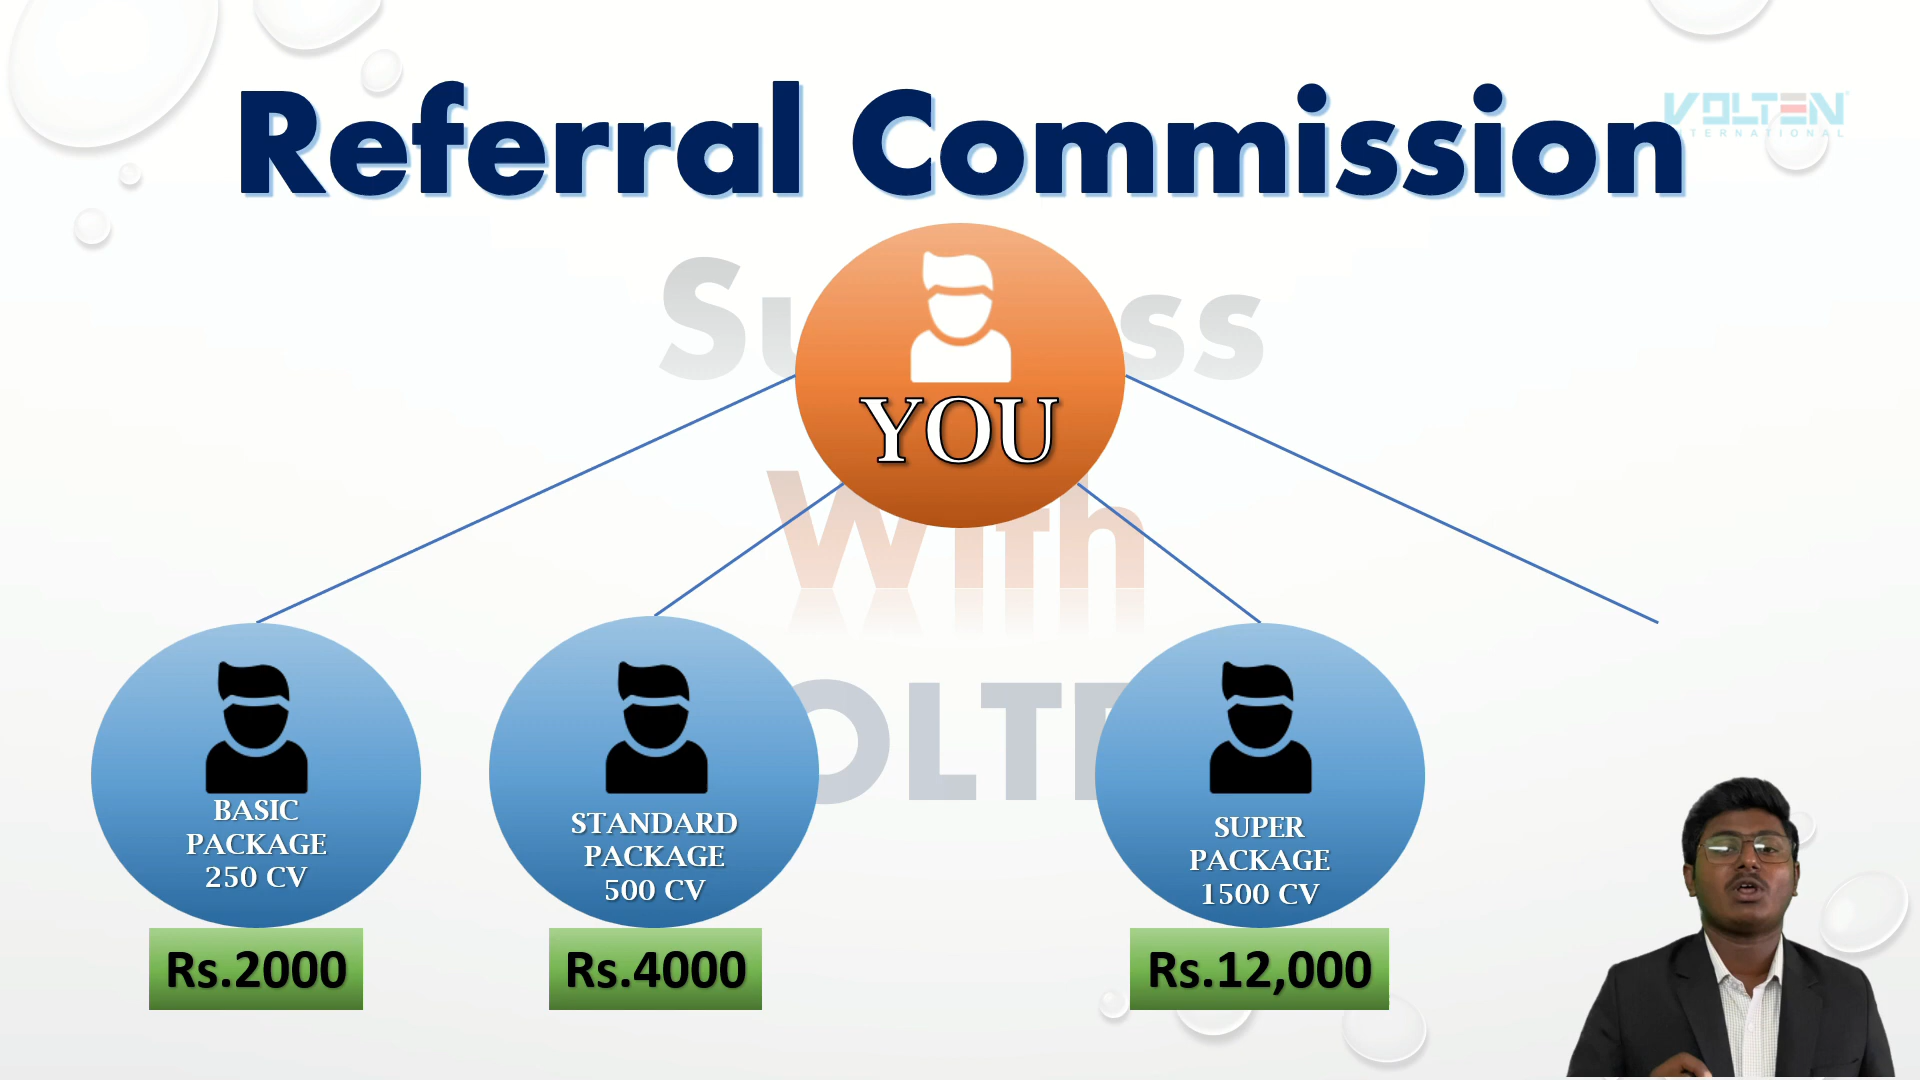 Referral Commission
VOLTEN
INTERNATIONAL
YOU
With
BASIC
PACKAGE
250 CV
STANDARD
PACKAGE
500 CV
SUPER
PACKAGE
1500 CV
Rs.2000
Rs.4000
Rs.12,000